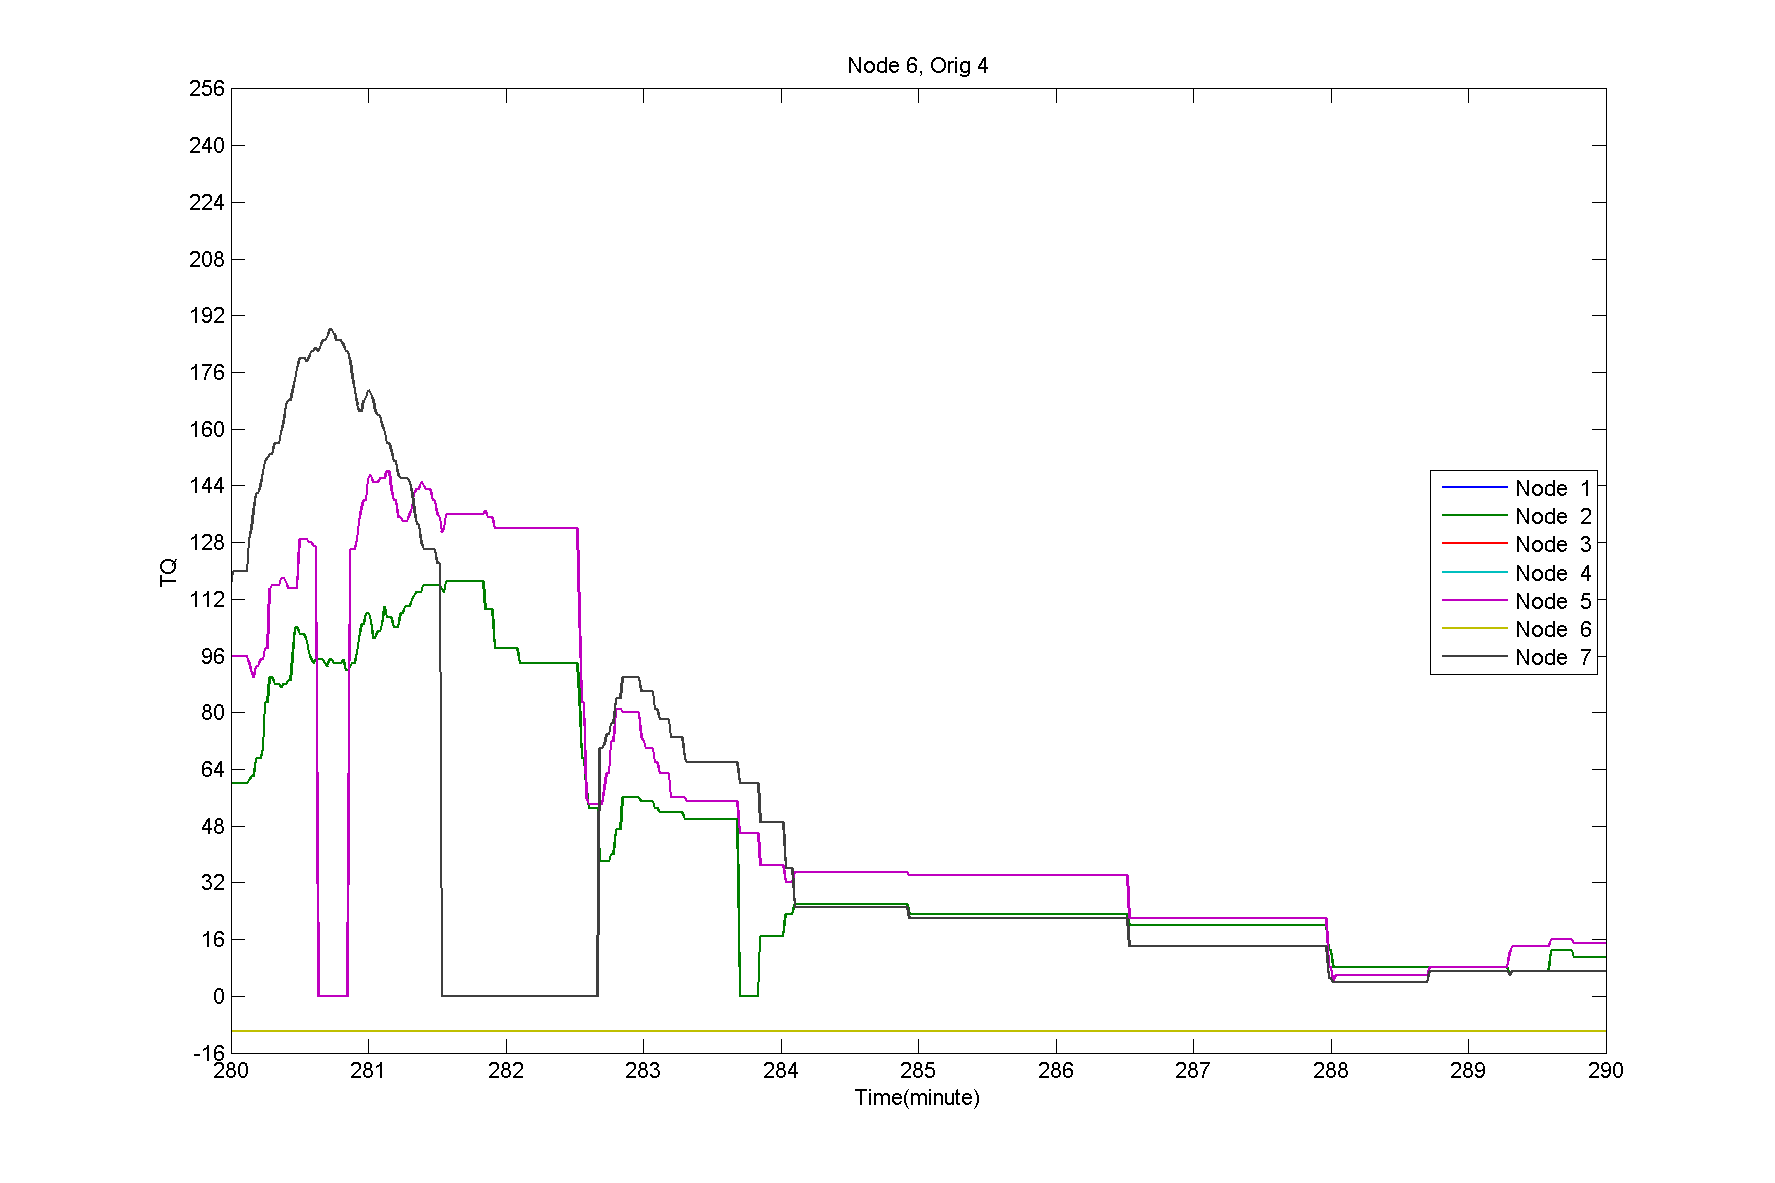 Node 6, Orig 4
256
240
224
208
192
176
160
144
128
112
96
80
64
48
32
16
0
-16
TQ
280 281 282 283 284 285 286 287 288 289 290
Time(minute)
Node 1
Node 2
Node 3
Node 4
Node 5
Node 6
Node 7